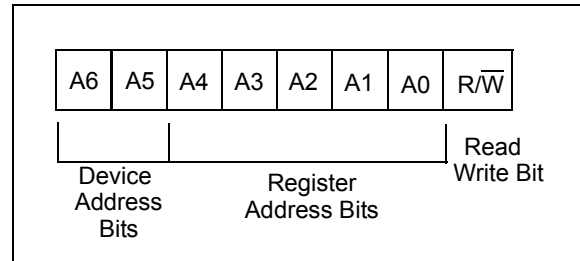 A6 A5 A4 A3 A2 A1 A0 R/W̅
Device
Address
Bits
Register
Address Bits
Read
Write Bit